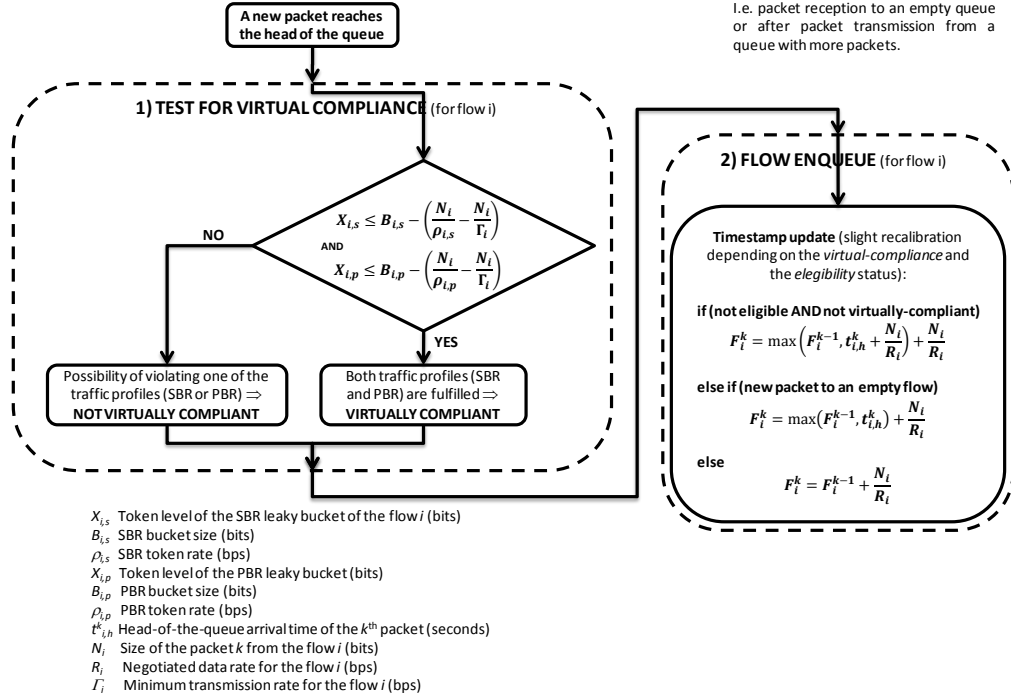 A new packet reaches
the head of the queue
I.e. packet reception to an empty queue
or after packet transmission from a
queue with more packets.
1) TEST FOR VIRTUAL COMPLIANCE (for flow i)
X_{i,s} ≤ B_{i,s} − (N_i/ρ_{i,s} − N_i/Γ_i)
AND
X_{i,p} ≤ B_{i,p} − (N_i/ρ_{i,p} − N_i/Γ_i)
NO
YES
Possibility of violating one of the
traffic profiles (SBR or PBR) ⇒
NOT VIRTUALLY COMPLIANT
Both traffic profiles (SBR
and PBR) are fulfilled ⇒
VIRTUALLY COMPLIANT
2) FLOW ENQUEUE (for flow i)
Timestamp update (slight recalibration
depending on the virtual-compliance and
the elegibility status):
if (not eligible AND not virtually-compliant)
F_i^k = max(F_i^{k−1}, t_{i,h}^k + N_i/R_i) + N_i/R_i
else if (new packet to an empty flow)
F_i^k = max(F_i^{k−1}, t_{i,h}^k) + N_i/R_i
else
F_i^k = F_i^{k−1} + N_i/R_i
X_{i,s} Token level of the SBR leaky bucket of the flow i (bits)
B_{i,s} SBR bucket size (bits)
ρ_{i,s} SBR token rate (bps)
X_{i,p} Token level of the PBR leaky bucket (bits)
B_{i,p} PBR bucket size (bits)
ρ_{i,p} PBR token rate (bps)
t^k_{i,h} Head-of-the-queue arrival time of the k^th packet (seconds)
N_i Size of the packet k from the flow i (bits)
R_i Negotiated data rate for the flow i (bps)
Γ_i Minimum transmission rate for the flow i (bps)